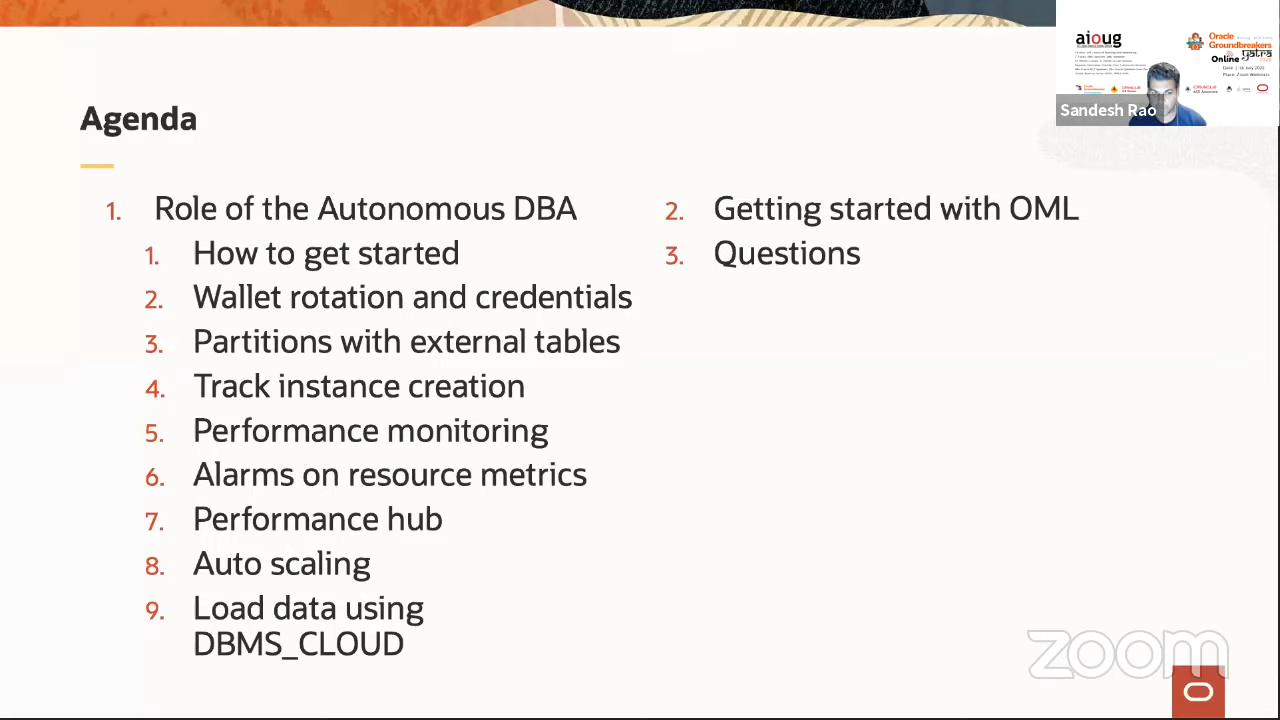 Agenda
1. Role of the Autonomous DBA
1. How to get started
2. Wallet rotation and credentials
3. Partitions with external tables
4. Track instance creation
5. Performance monitoring
6. Alarms on resource metrics
7. Performance hub
8. Auto scaling
9. Load data using
DBMS_CLOUD
2. Getting started with OML
3. Questions
aioug
Oracle
Groundbreakers
Online yatra
Sandesh Rao
zoom